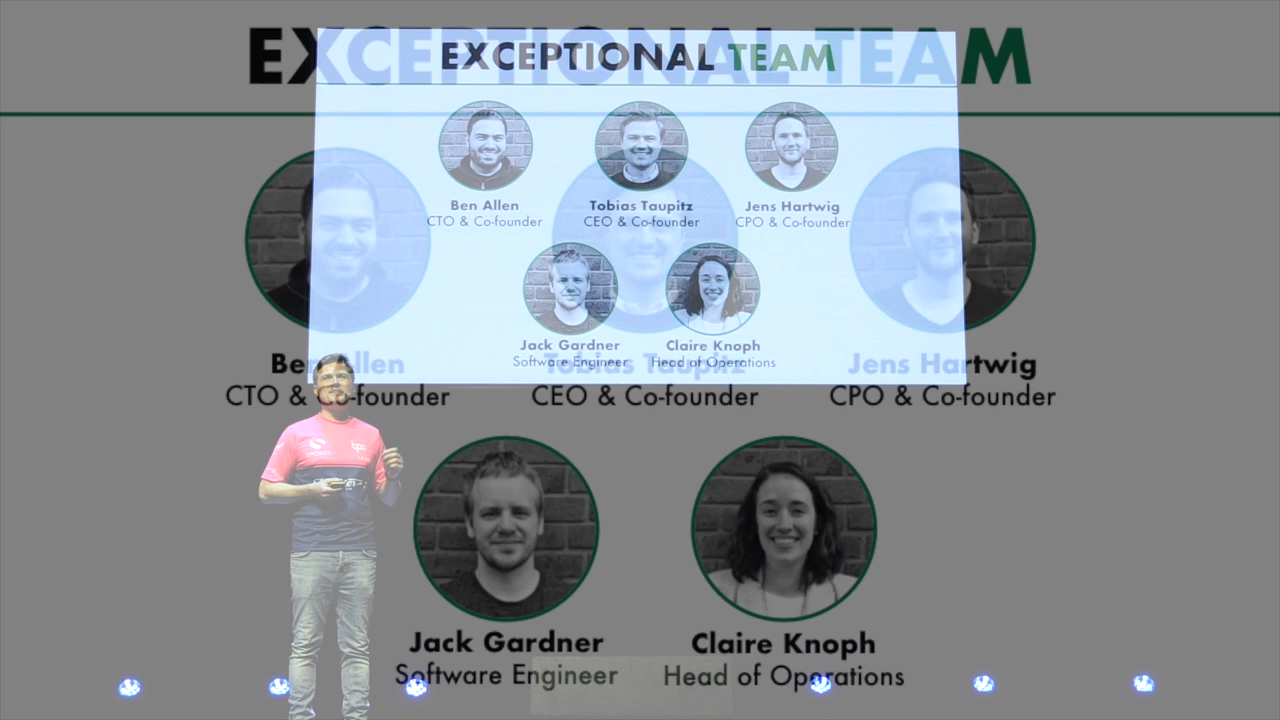 EXCEPTIONAL TEAM
EXCEPTIONAL TEAM
Ben Allen
CTO & Co-founder
Tobias Taupitz
CEO & Co-founder
Jens Hartwig
CPO & Co-founder
Jack Gardner
Software Engineer
Claire Knoph
Head of Operations
Ben Allen
CTO & Co-founder
Tobias Taupitz
CEO & Co-founder
Jens Hartwig
CPO & Co-founder
Jack Gardner
Software Engineer
Claire Knoph
Head of Operations